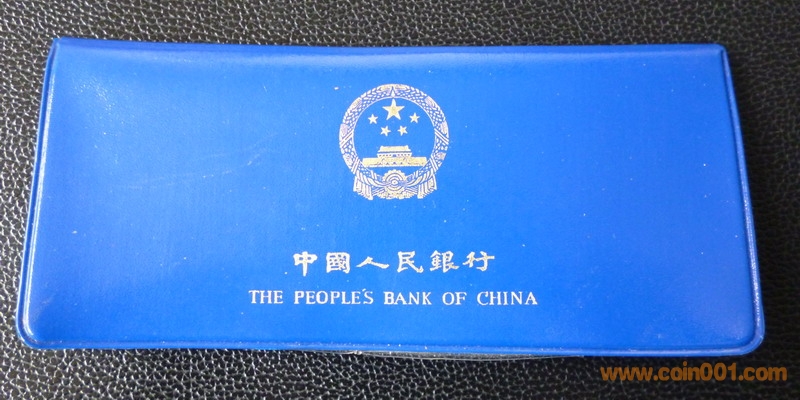 中國人民銀行
THE PEOPLE'S BANK OF CHINA
www.coin001.com